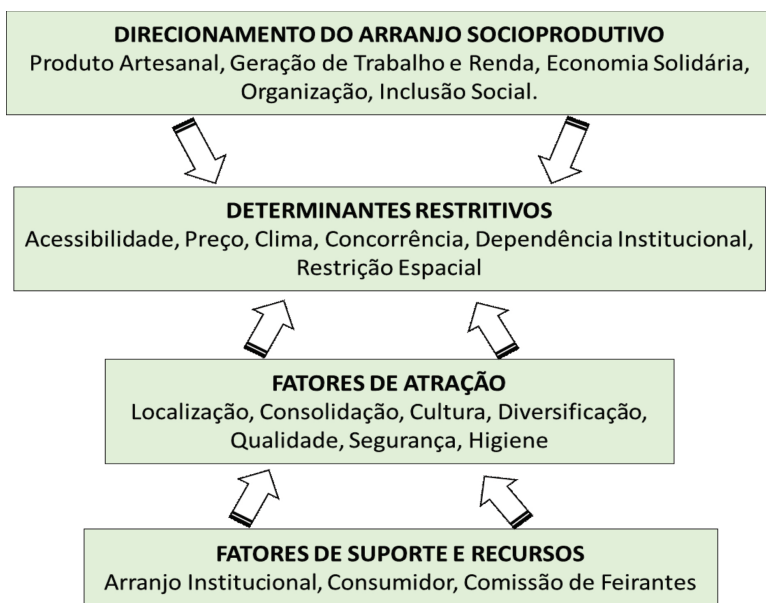 DIRECIONAMENTO DO ARRANJO SOCIOPRODUTIVO
Produto Artesanal, Geração de Trabalho e Renda, Economia Solidária,
Organização, Inclusão Social.
DETERMINANTES RESTRITIVOS
Acessibilidade, Preço, Clima, Concorrência, Dependência Institucional,
Restrição Espacial
FATORES DE ATRAÇÃO
Localização, Consolidação, Cultura, Diversificação,
Qualidade, Segurança, Higiene
FATORES DE SUPORTE E RECURSOS
Arranjo Institucional, Consumidor, Comissão de Feirantes